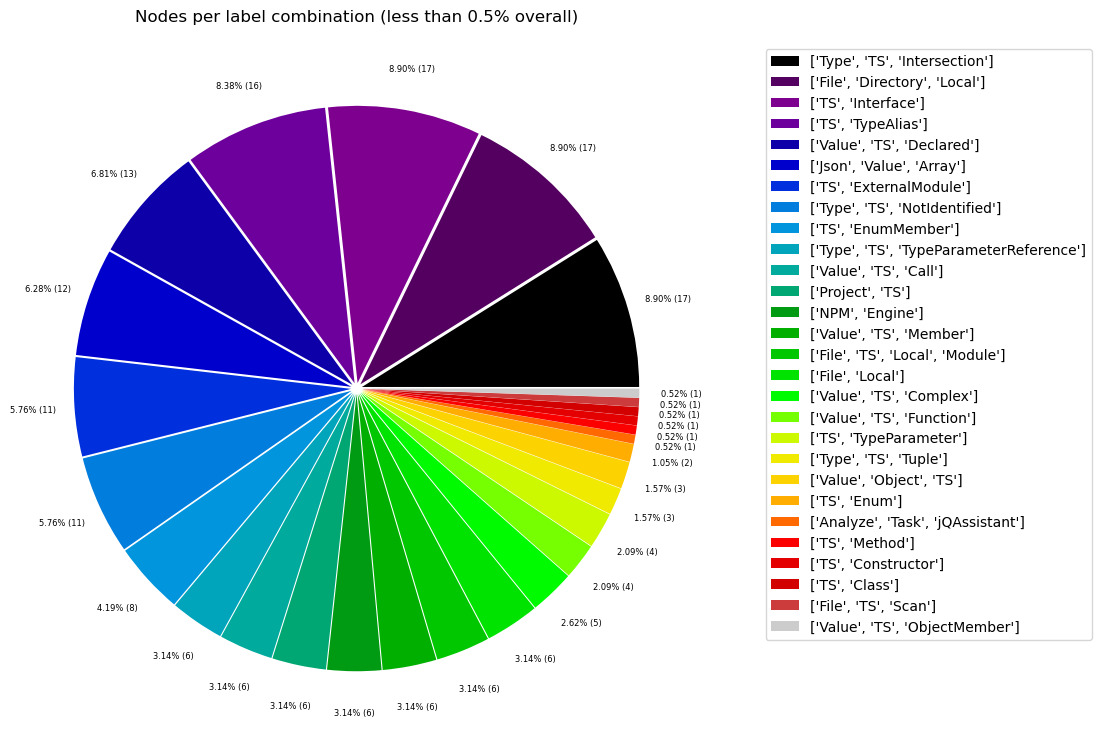 Nodes per label combination (less than 0.5% overall)
8.90% (17)
8.90% (17)
8.90% (17)
8.38% (16)
6.81% (13)
6.28% (12)
5.76% (11)
5.76% (11)
4.19% (8)
3.14% (6)
3.14% (6)
3.14% (6)
3.14% (6)
3.14% (6)
3.14% (6)
3.14% (6)
2.62% (5)
2.09% (4)
2.09% (4)
1.57% (3)
1.57% (3)
1.05% (2)
0.52% (1)
0.52% (1)
0.52% (1)
0.52% (1)
0.52% (1)
0.52% (1)
['Type', 'TS', 'Intersection']
['File', 'Directory', 'Local']
['TS', 'Interface']
['TS', 'TypeAlias']
['Value', 'TS', 'Declared']
['Json', 'Value', 'Array']
['TS', 'ExternalModule']
['Type', 'TS', 'NotIdentified']
['TS', 'EnumMember']
['Type', 'TS', 'TypeParameterReference']
['Value', 'TS', 'Call']
['Project', 'TS']
['NPM', 'Engine']
['Value', 'TS', 'Member']
['File', 'TS', 'Local', 'Module']
['File', 'Local']
['Value', 'TS', 'Complex']
['Value', 'TS', 'Function']
['TS', 'TypeParameter']
['Type', 'TS', 'Tuple']
['Value', 'Object', 'TS']
['TS', 'Enum']
['Analyze', 'Task', 'jQAssistant']
['TS', 'Method']
['TS', 'Constructor']
['TS', 'Class']
['File', 'TS', 'Scan']
['Value', 'TS', 'ObjectMember']